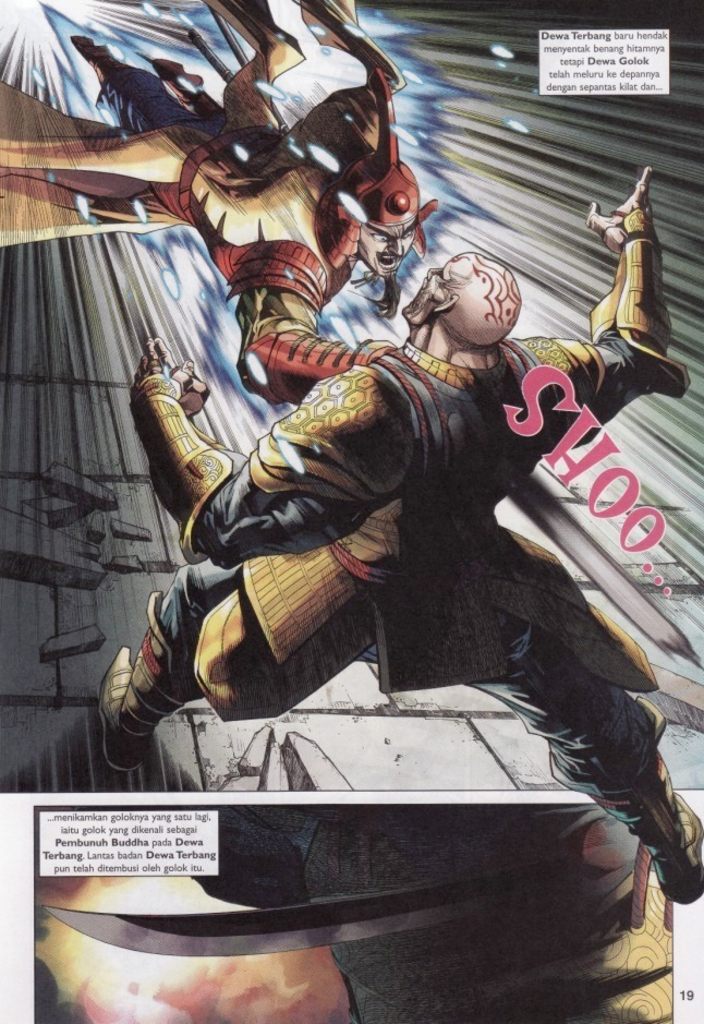 Dewa Terbang baru hendak
menyentak benang hitamnya
tetapi Dewa Golok
telah meluru ke depannya
dengan sepantas kilat dan...
SHOO...
...menikamkan goloknya yang satu lagi,
iaitu golok yang dikenali sebagai
Pembunuh Buddha pada Dewa
Terbang. Lantas badan Dewa Terbang
pun telah ditembusi oleh golok itu.
19